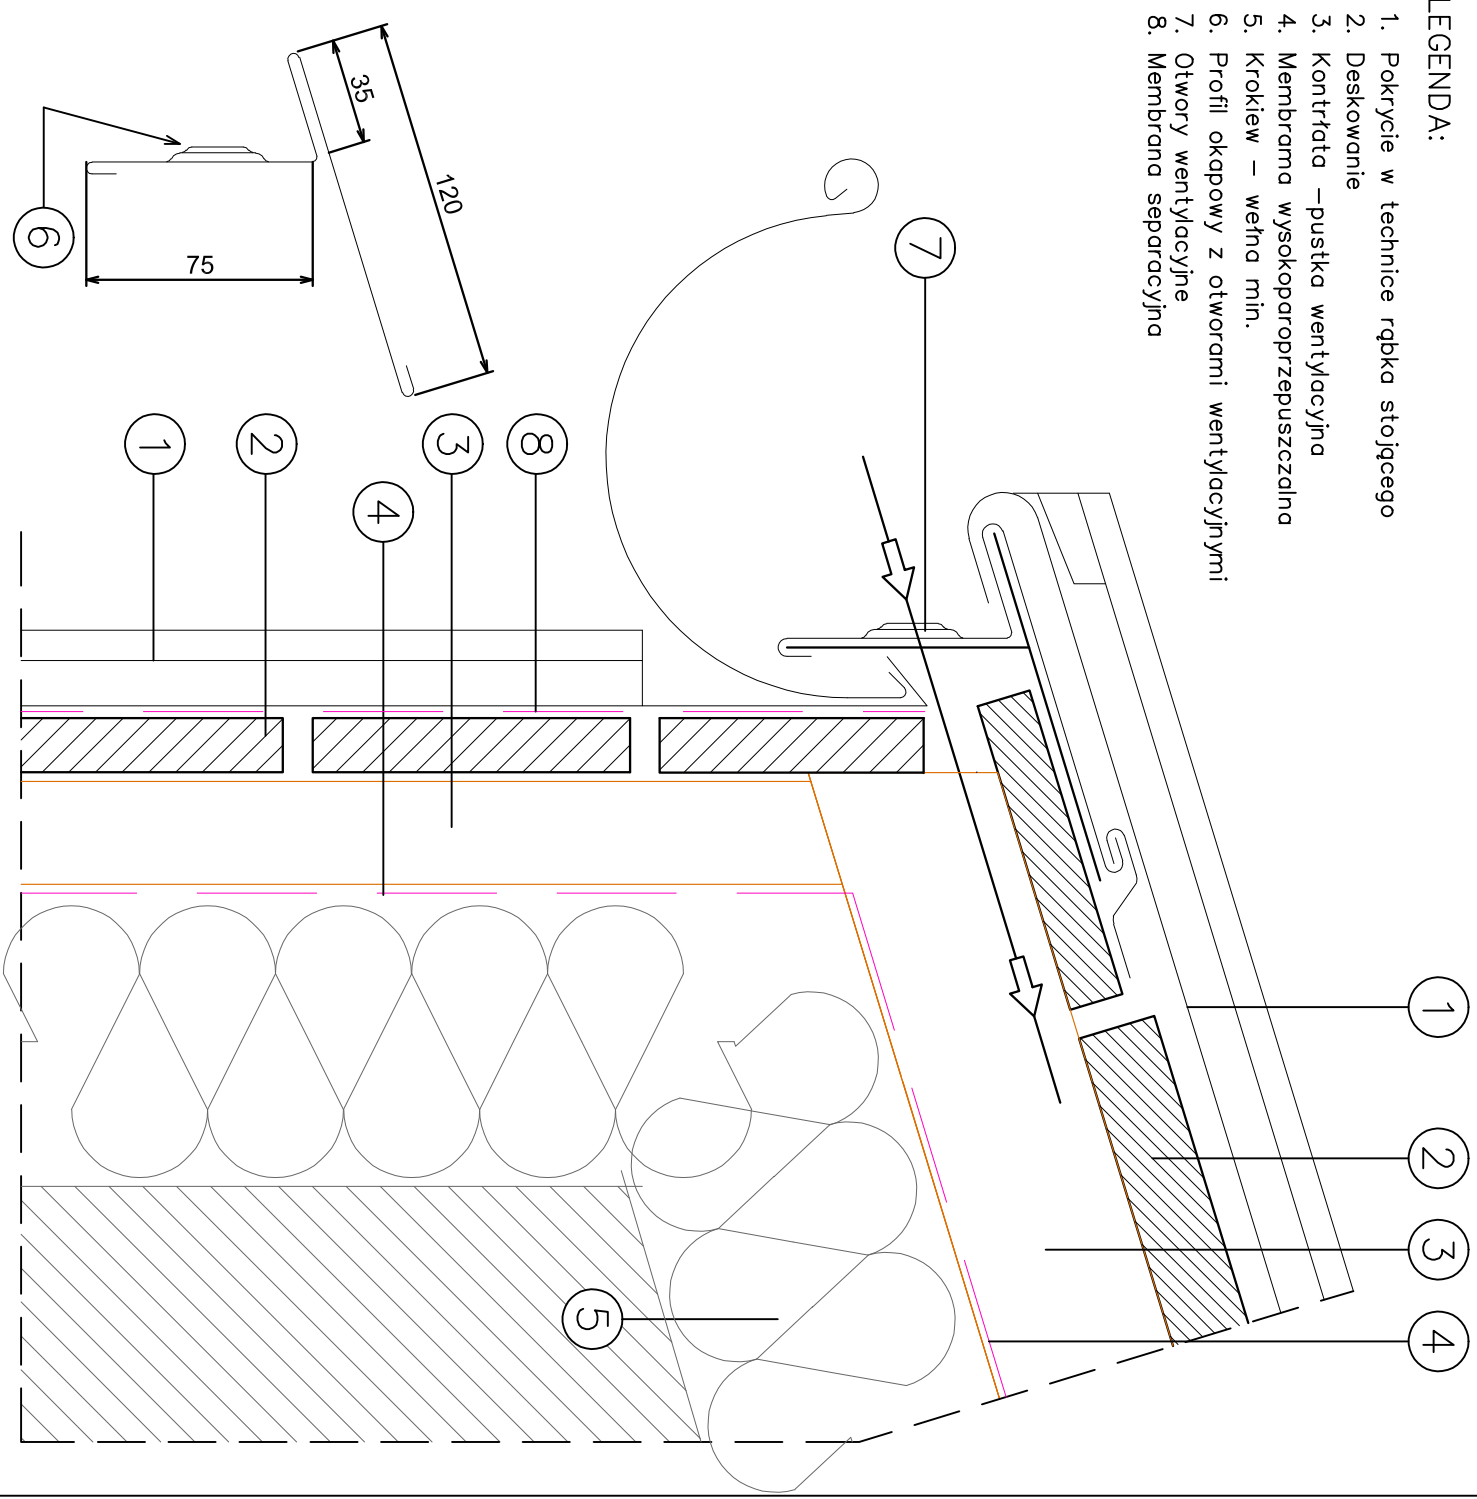 LEGENDA:
1. Pokrycie w technice rąbka stojącego
2. Deskowanie
3. Kontrłata –pustka wentylacyjna
4. Membrama wysokoparoprzepuszczalna
5. Krokiew – wełna min.
6. Profil okapowy z otworami wentylacyjnymi
7. Otwory wentylacyjne
8. Membrana separacyjna
35
120
75
6
7
1
2
3
8
4
5
1
2
3
4